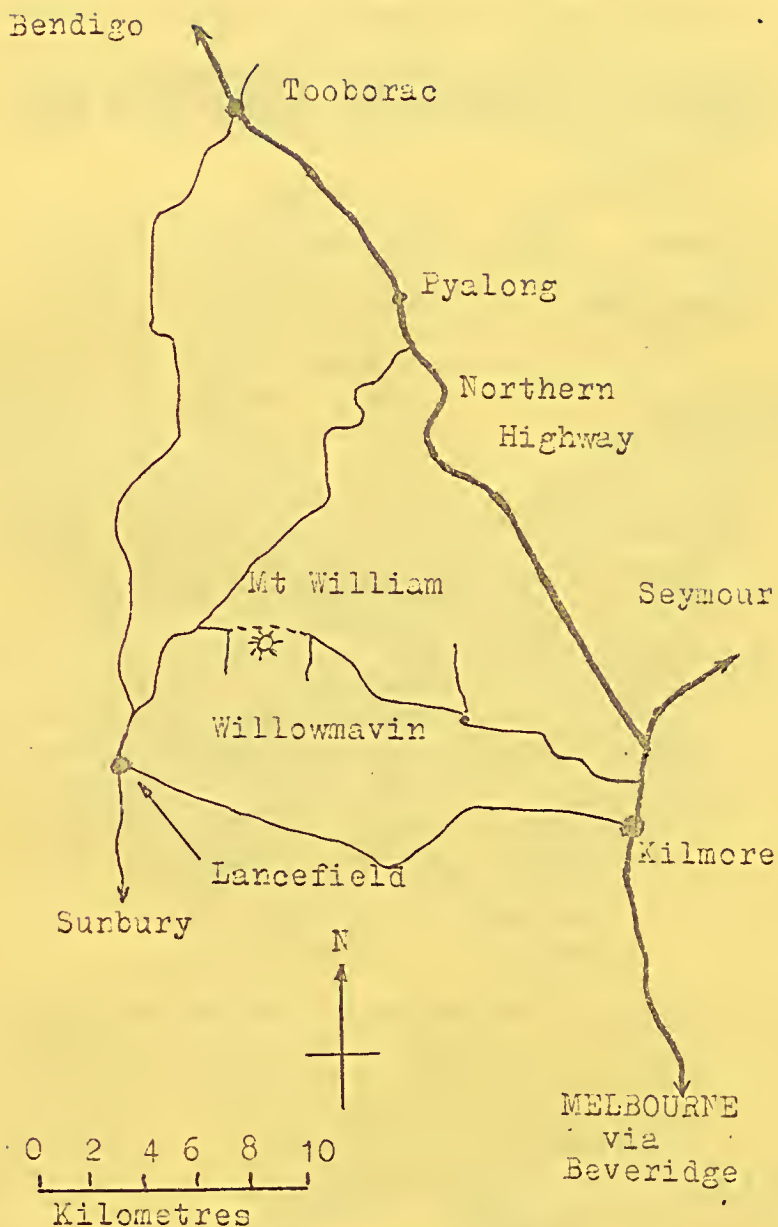 Bendigo
Tooborac
Pyalong
Northern
Highway
Mt William
Seymour
Willowmavin
Lancefield
Kilmore
Sunbury
N
MELBOURNE
via
Beveridge
0 2 4 6 8 10
Kilometres